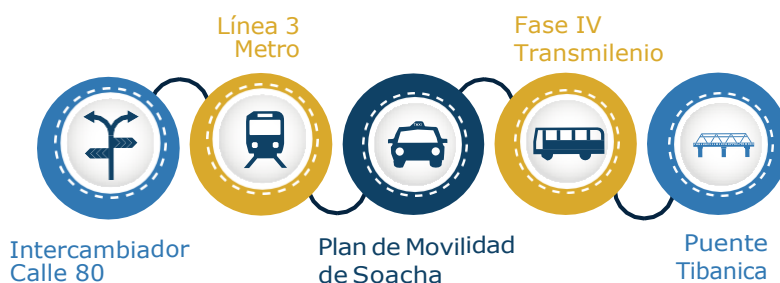 Línea 3
Metro
Fase IV
Transmilenio
Intercambiador
Calle 80
Plan de Movilidad
de Soacha
Puente
Tibanica